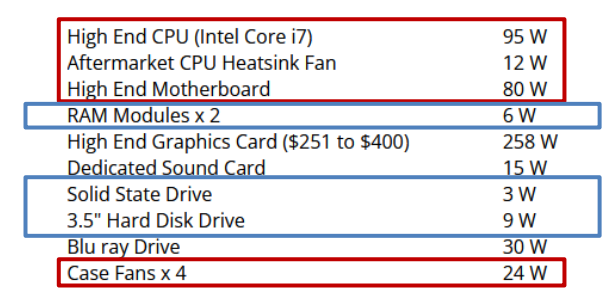 High End CPU (Intel Core i7) 95 W
Aftermarket CPU Heatsink Fan 12 W
High End Motherboard 80 W
RAM Modules x 2 6 W
High End Graphics Card ($251 to $400) 258 W
Dedicated Sound Card 15 W
Solid State Drive 3 W
3.5" Hard Disk Drive 9 W
Blu ray Drive 30 W
Case Fans x 4 24 W